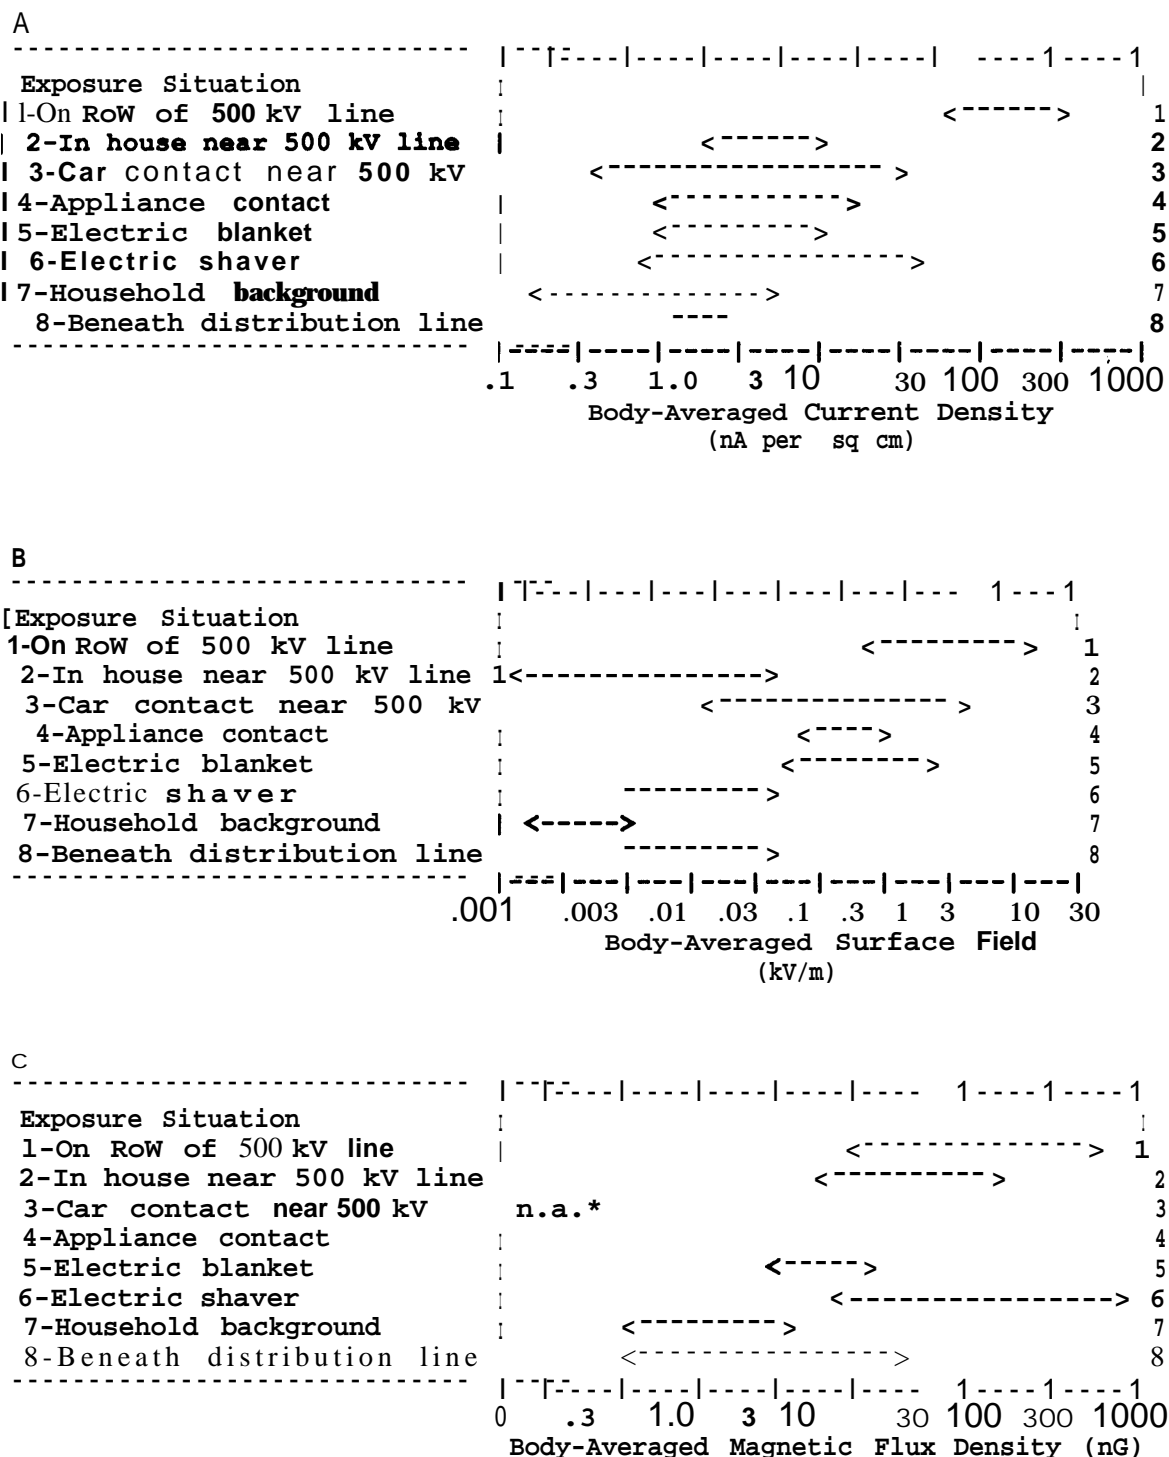 A
Exposure Situation
1-On RoW of 500 kV line 1
2-In house near 500 kV line 2
3-Car contact near 500 kV 3
4-Appliance contact 4
5-Electric blanket 5
6-Electric shaver 6
7-Household background 7
8-Beneath distribution line 8
.1 .3 1.0 3 10 30 100 300 1000
Body-Averaged Current Density
(nA per sq cm)
B
[Exposure Situation
1-On RoW of 500 kV line 1
2-In house near 500 kV line 2
3-Car contact near 500 kV 3
4-Appliance contact 4
5-Electric blanket 5
6-Electric shaver 6
7-Household background 7
8-Beneath distribution line 8
.001 .003 .01 .03 .1 .3 1 3 10 30
Body-Averaged Surface Field
(kV/m)
C
Exposure Situation
1-On RoW of 500 kV line 1
2-In house near 500 kV line 2
3-Car contact near 500 kV n.a.* 3
4-Appliance contact 4
5-Electric blanket 5
6-Electric shaver 6
7-Household background 7
8-Beneath distribution line 8
0 .3 1.0 3 10 30 100 300 1000
Body-Averaged Magnetic Flux Density (nG)